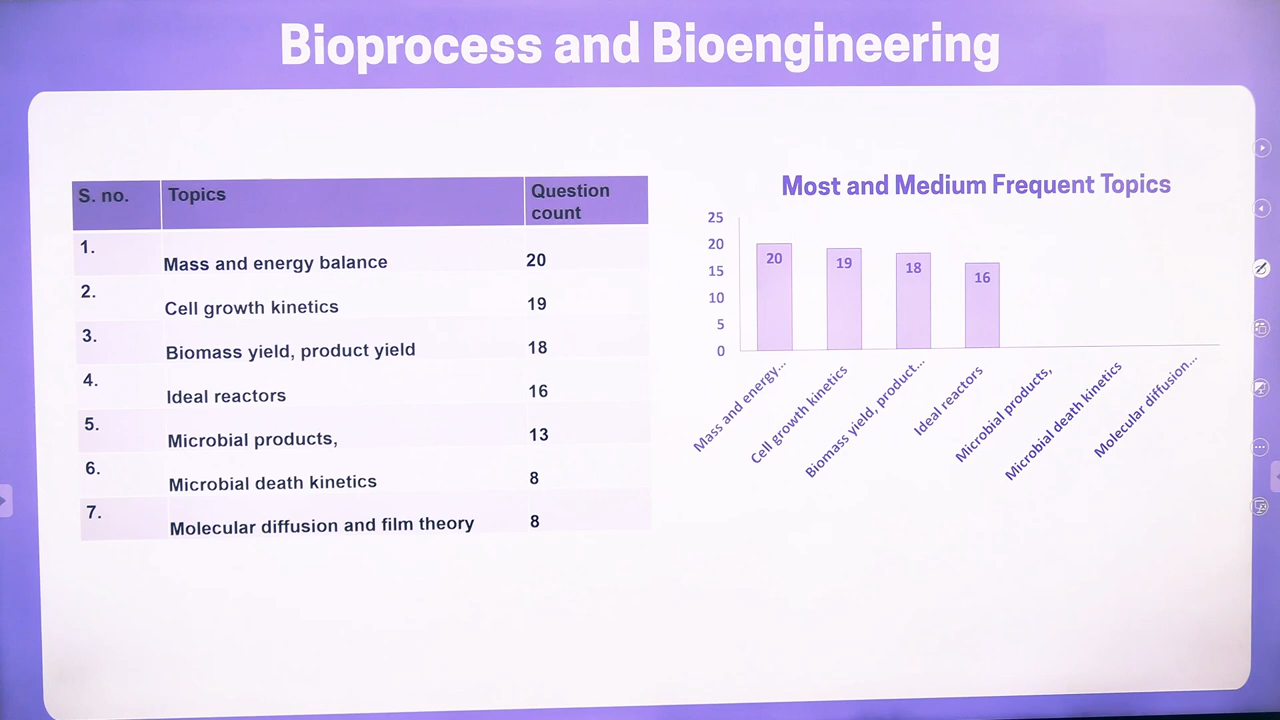 Bioprocess and Bioengineering
S. no. Topics Question count
1. Mass and energy balance 20
2. Cell growth kinetics 19
3. Biomass yield, product yield 18
4. Ideal reactors 16
5. Microbial products, 13
6. Microbial death kinetics 8
7. Molecular diffusion and film theory 8
Most and Medium Frequent Topics
25
20
15
10
5
0
20
19
18
16
Mass and energy...
Cell growth kinetics
Biomass yield, product...
Ideal reactors
Microbial products,
Microbial death kinetics
Molecular diffusion...